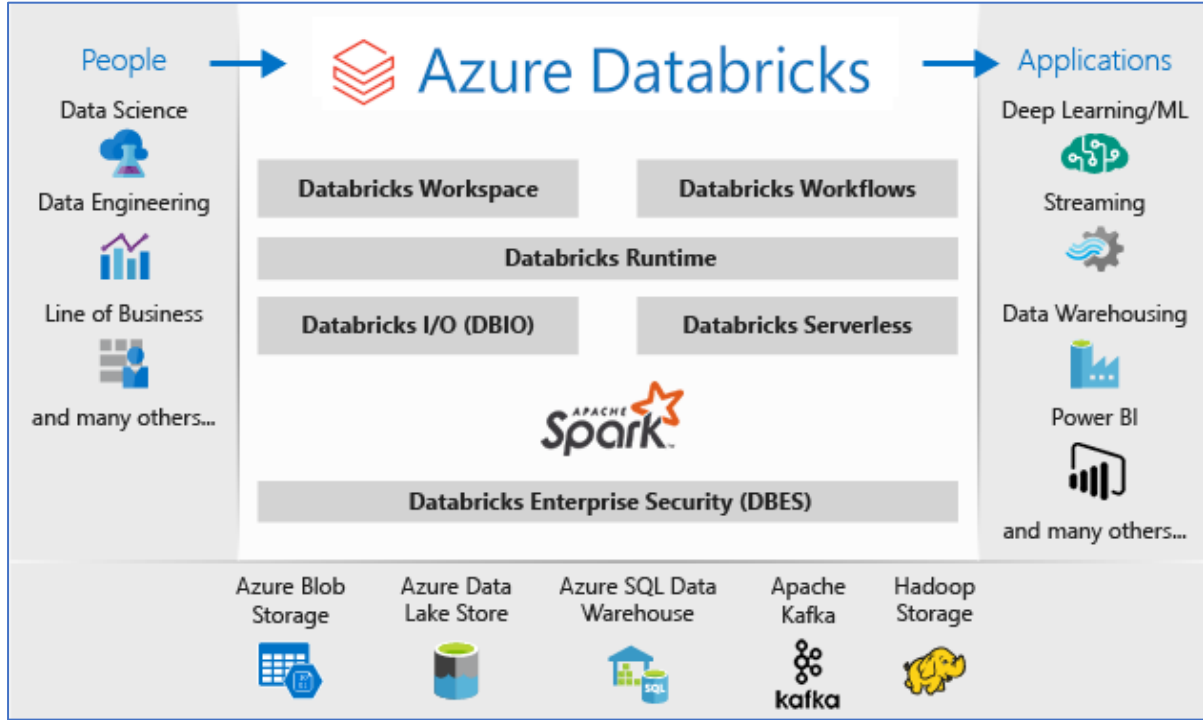 People
Azure Databricks
Applications
Data Science
Data Engineering
Line of Business
and many others...
Databricks Workspace
Databricks Workflows
Databricks Runtime
Databricks I/O (DBIO)
Databricks Serverless
APACHE
Spark™
Databricks Enterprise Security (DBES)
Deep Learning/ML
Streaming
Data Warehousing
Power BI
and many others...
Azure Blob
Storage
Azure Data
Lake Store
Azure SQL Data
Warehouse
SQL
Apache
Kafka
kafka
Hadoop
Storage